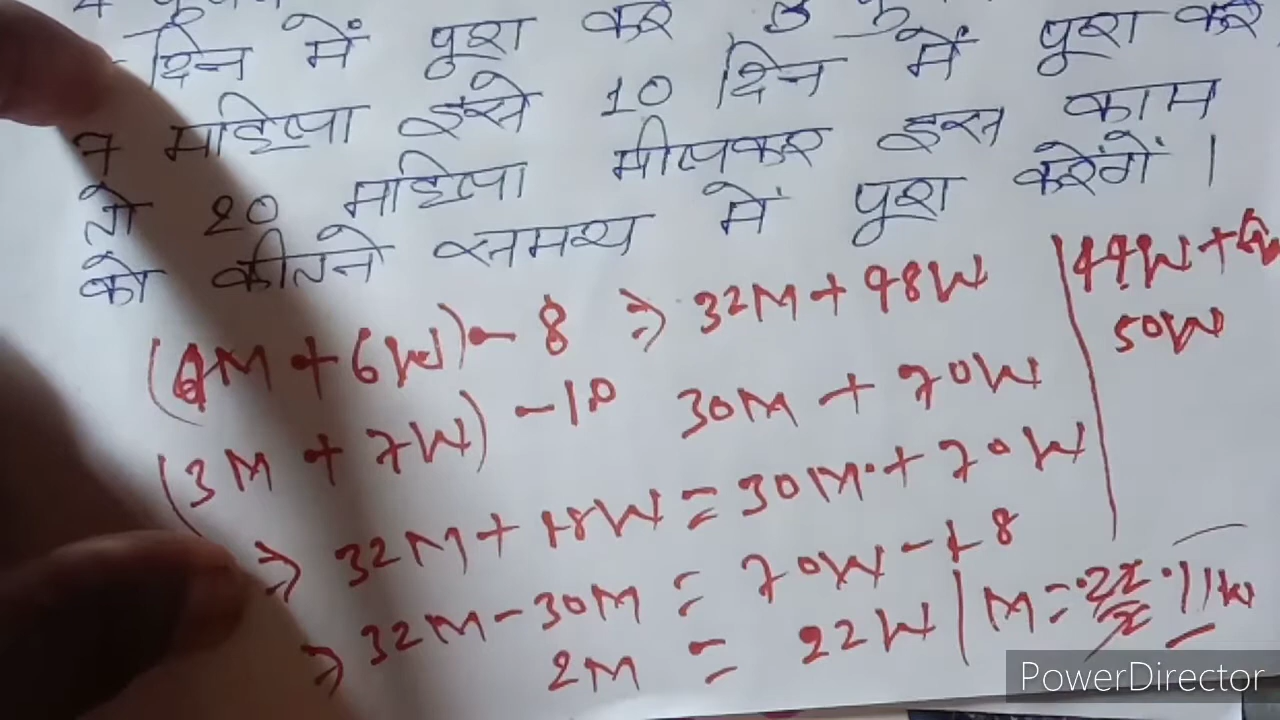 दिन में पूरा करे 3
दिन में पूरा करे,
7 महिला इसे 10
तो 20 महिला मीलकर इस काम
को कीतने समय में पूरा करेंगें ।
(4M + 6W) - 8 ⇒ 32M + 48W
(3M + 7W) - 10 30M + 70W
⇒ 32M + 48W = 30M + 70W
⇒ 32M - 30M = 70W - 48
2M = 22W
M = 22/2 11W
44W + 6W
50W
PowerDirector